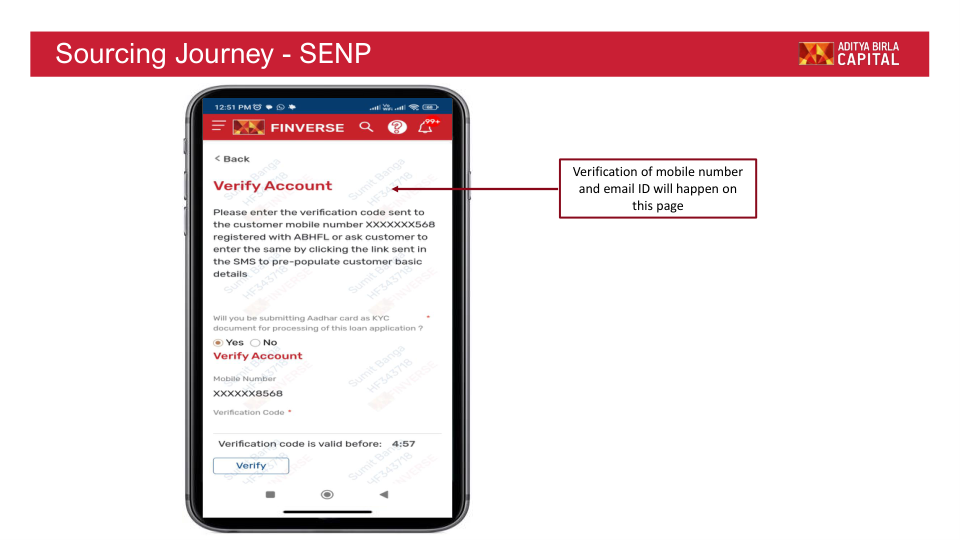 Sourcing Journey - SENP
ADITYA BIRLA
CAPITAL
12:51 PM
FINVERSE
99+
< Back
Verify Account
Please enter the verification code sent to
the customer mobile number XXXXXXX568
registered with ABHFL or ask customer to
enter the same by clicking the link sent in
the SMS to pre-populate customer basic
details
Will you be submitting Aadhar card as KYC *
document for processing of this loan application ?
Yes No
Verify Account
Mobile Number
XXXXXX8568
Verification Code *
Verification code is valid before: 4:57
Verify
Sumit Banga
HF343718
FINVERSE
Verification of mobile number
and email ID will happen on
this page